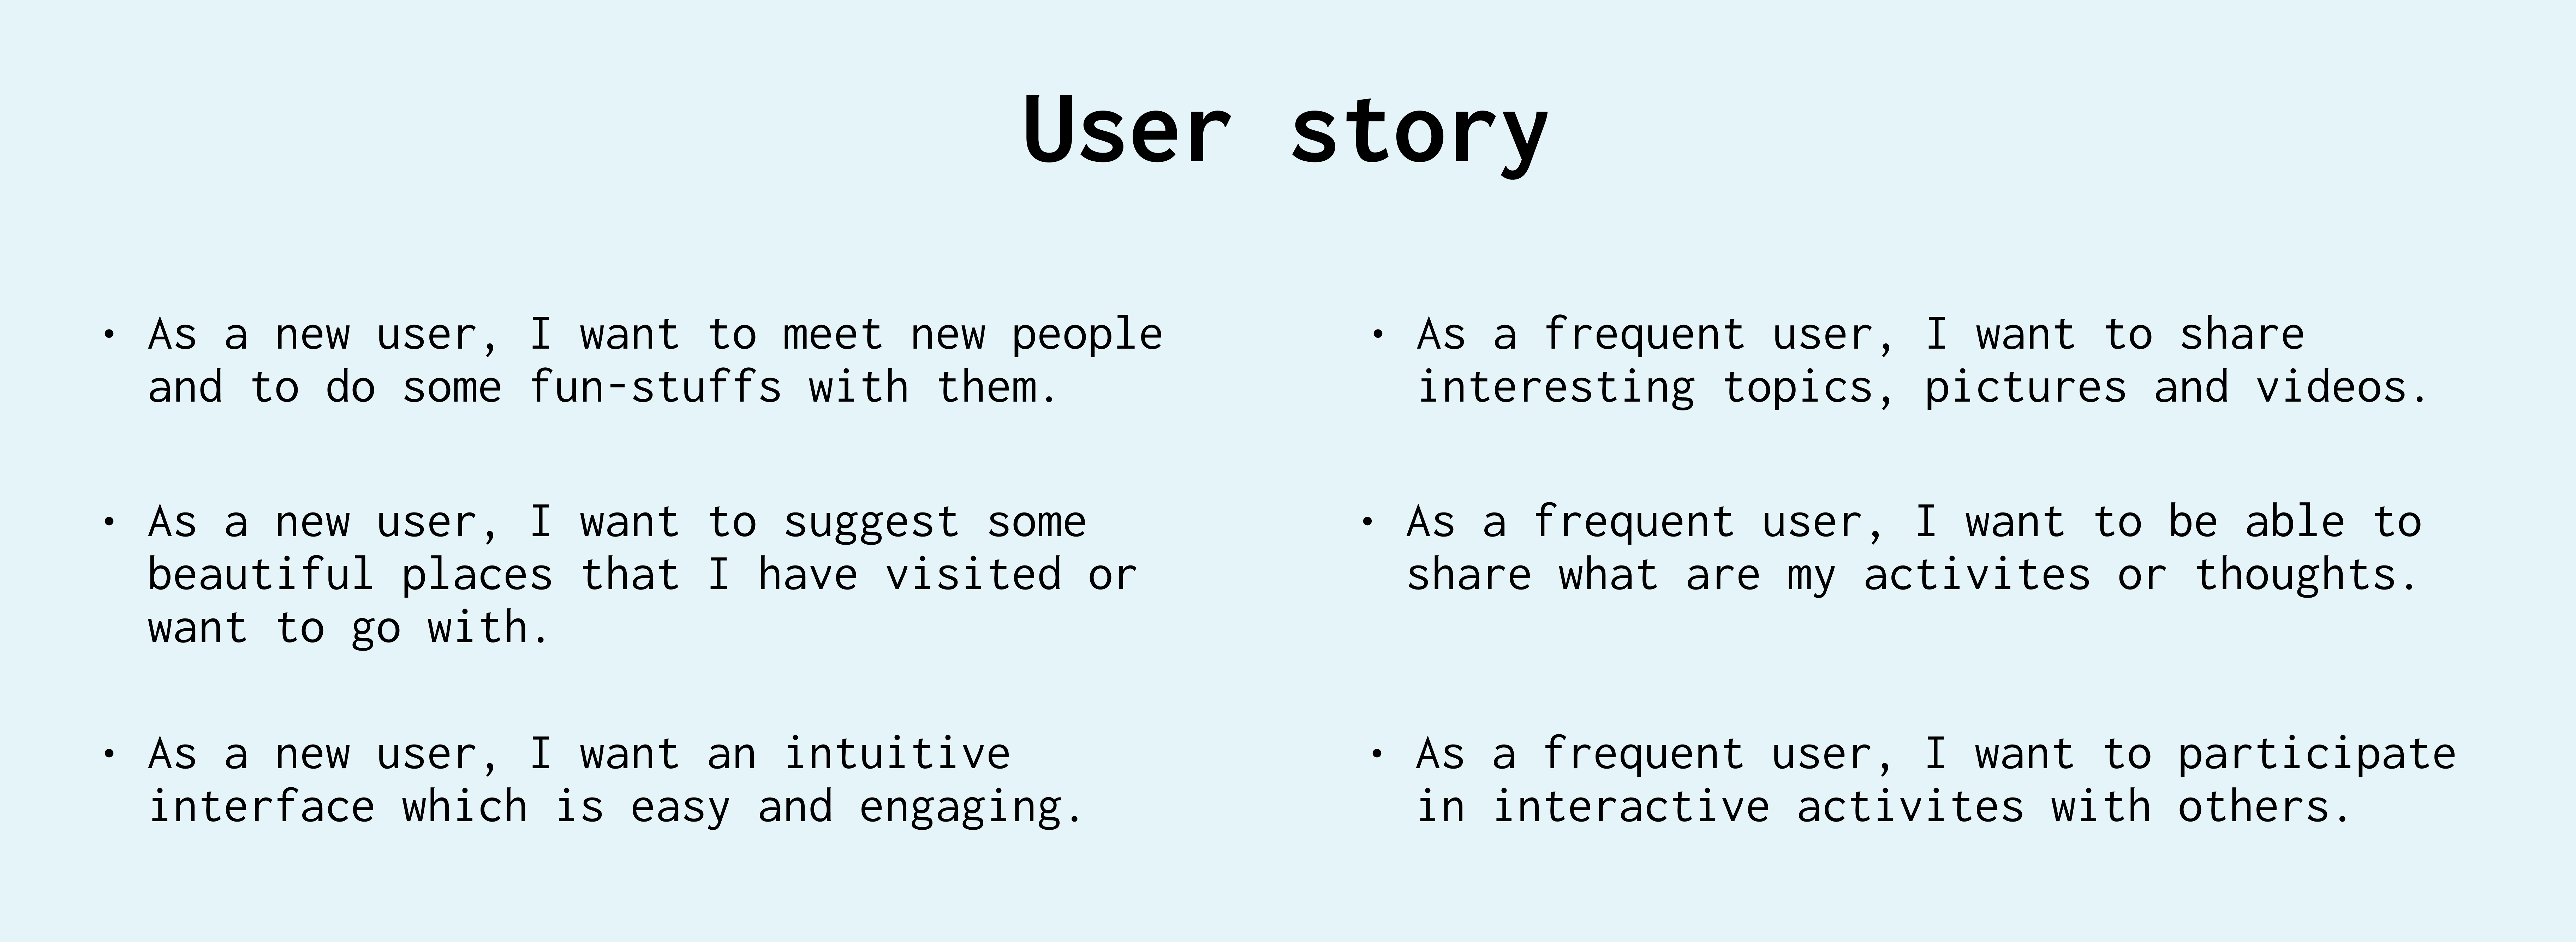 User story
• As a new user, I want to meet new people
and to do some fun-stuffs with them.
• As a new user, I want to suggest some
beautiful places that I have visited or
want to go with.
• As a new user, I want an intuitive
interface which is easy and engaging.
• As a frequent user, I want to share
interesting topics, pictures and videos.
• As a frequent user, I want to be able to
share what are my activites or thoughts.
• As a frequent user, I want to participate
in interactive activites with others.